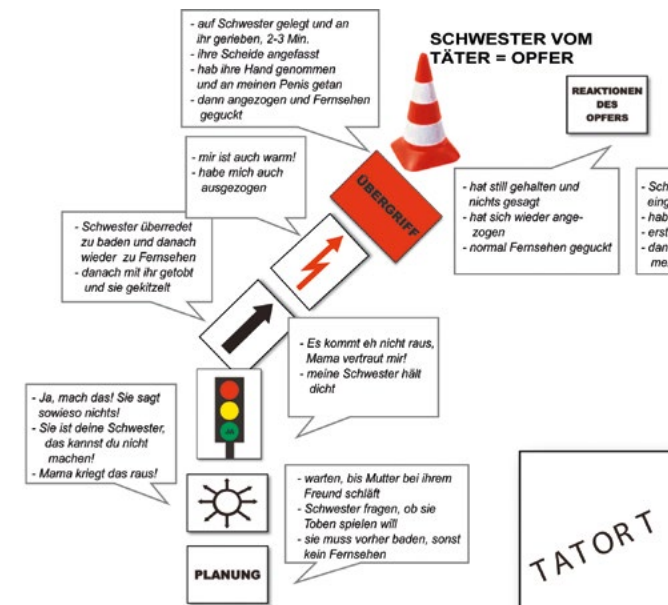 - auf Schwester gelegt und an
ihr gerieben, 2-3 Min.
- ihre Scheide angefasst
- hab ihre Hand genommen
und an meinen Penis getan
- dann angezogen und Fernsehen
geguckt
SCHWESTER VOM
TÄTER = OPFER
REAKTIONEN
DES
OPFERS
- mir ist auch warm!
- habe mich auch
ausgezogen
ÜBERGRIFF
- hat still gehalten und
nichts gesagt
- hat sich wieder ange-
zogen
- normal Fernsehen geguckt
- Schwester überredet
zu baden und danach
wieder zu Fernsehen
- danach mit ihr getobt
und sie gekitzelt
- Es kommt eh nicht raus,
Mama vertraut mir!
- meine Schwester hält
dicht
JA
- Ja, mach das! Sie sagt
sowieso nichts!
- Sie ist deine Schwester,
das kannst du nicht
machen!
- Mama kriegt das raus!
- warten, bis Mutter bei ihrem
Freund schläft
- Schwester fragen, ob sie
Toben spielen will
- sie muss vorher baden, sonst
kein Fernsehen
PLANUNG
TATORT